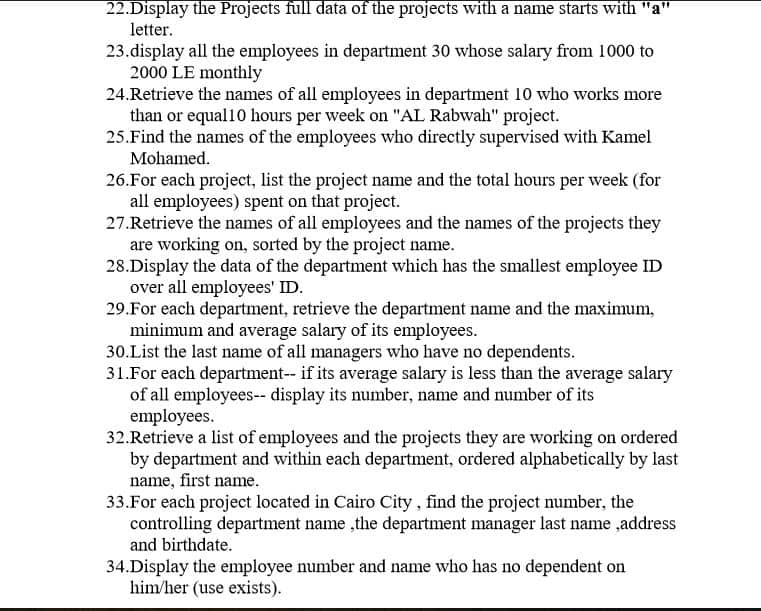 22.Display the Projects full data of the projects with a name starts with "a"
letter.
23.display all the employees in department 30 whose salary from 1000 to
2000 LE monthly
24.Retrieve the names of all employees in department 10 who works more
than or equal10 hours per week on "AL Rabwah" project.
25.Find the names of the employees who directly supervised with Kamel
Mohamed.
26.For each project, list the project name and the total hours per week (for
all employees) spent on that project.
27.Retrieve the names of all employees and the names of the projects they
are working on, sorted by the project name.
28.Display the data of the department which has the smallest employee ID
over all employees' ID.
29.For each department, retrieve the department name and the maximum,
minimum and average salary of its employees.
30.List the last name of all managers who have no dependents.
31.For each department-- if its average salary is less than the average salary
of all employees-- display its number, name and number of its
employees.
32.Retrieve a list of employees and the projects they are working on ordered
by department and within each department, ordered alphabetically by last
name, first name.
33.For each project located in Cairo City , find the project number, the
controlling department name ,the department manager last name ,address
and birthdate.
34.Display the employee number and name who has no dependent on
him/her (use exists).